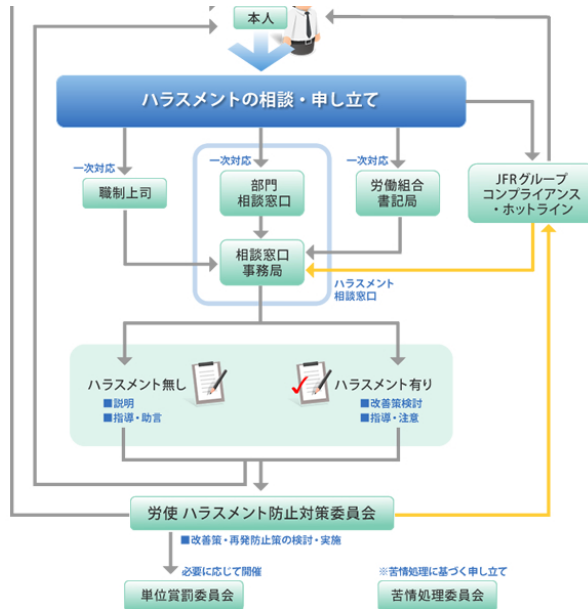 本人
ハラスメントの相談・申し立て
一次対応
一次対応
一次対応
職制上司
部門
相談窓口
労働組合
書記局
JFRグループ
コンプライアンス
・ホットライン
相談窓口
事務局
ハラスメント
相談窓口
ハラスメント無し
■説明
■指導・助言
ハラスメント有り
■改善策検討
■指導・注意
労使 ハラスメント防止対策委員会
■改善策・再発防止策の検討・実施
必要に応じて開催
単位賞罰委員会
※苦情処理に基づく申し立て
苦情処理委員会